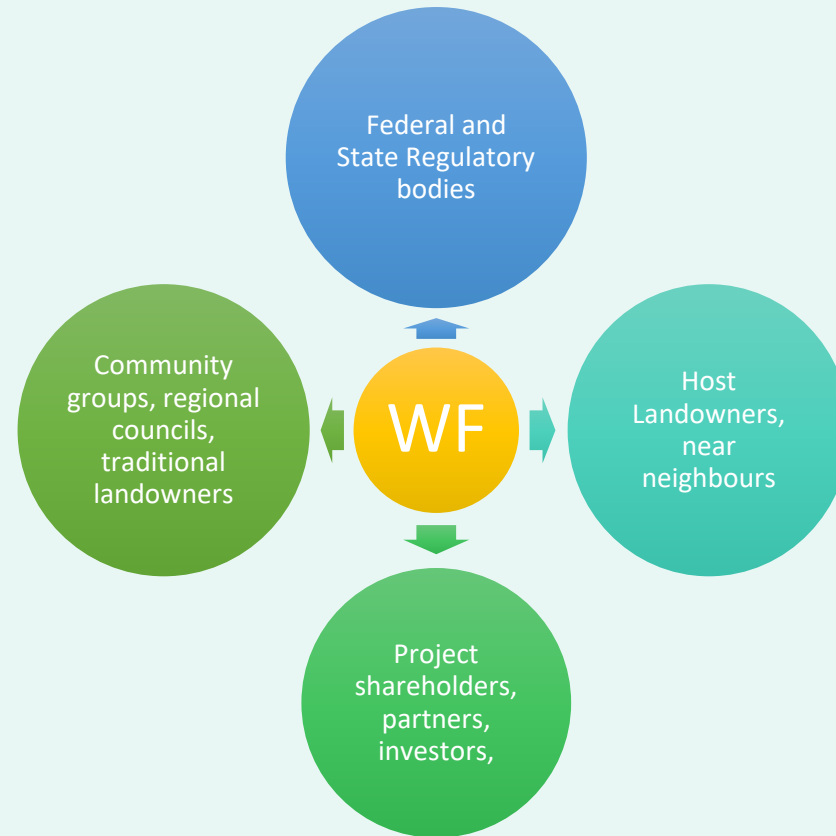 Federal and
State Regulatory
bodies
Community
groups, regional
councils,
traditional
landowners
WF
Host
Landowners,
near
neighbours
Project
shareholders,
partners,
investors,